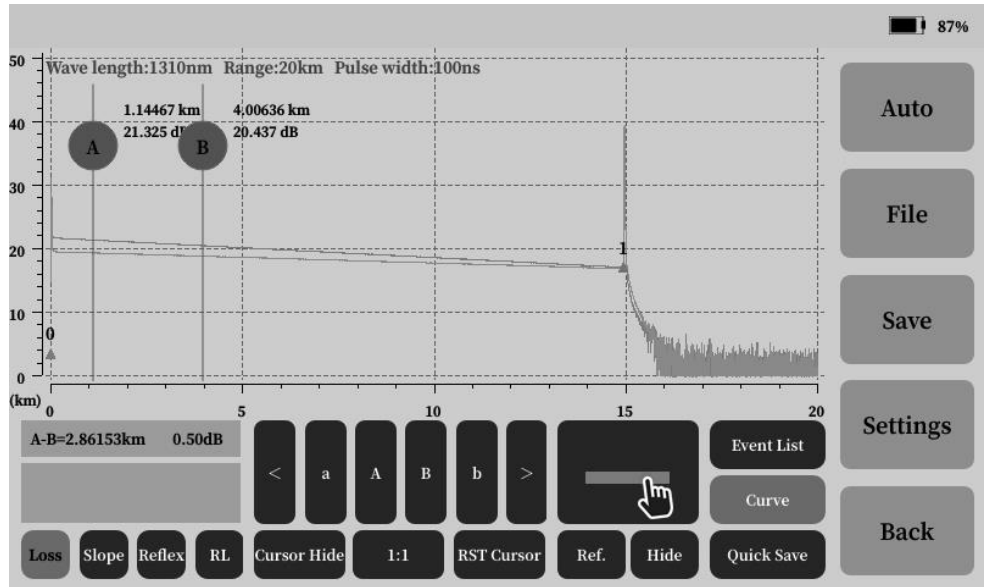 87%
50
Wave length:1310nm Range:20km Pulse width:100ns
1.14467 km 4.00636 km
40
21.325 20.437 dB
A B
30
20
1
10
0
0
(km) 0 5 10 15 20
A-B=2.86153km 0.50dB
< a A B b >
Loss Slope Reflex RL Cursor Hide 1:1 RST Cursor Ref. Hide
Event List
Curve
Quick Save
Auto
File
Save
Settings
Back